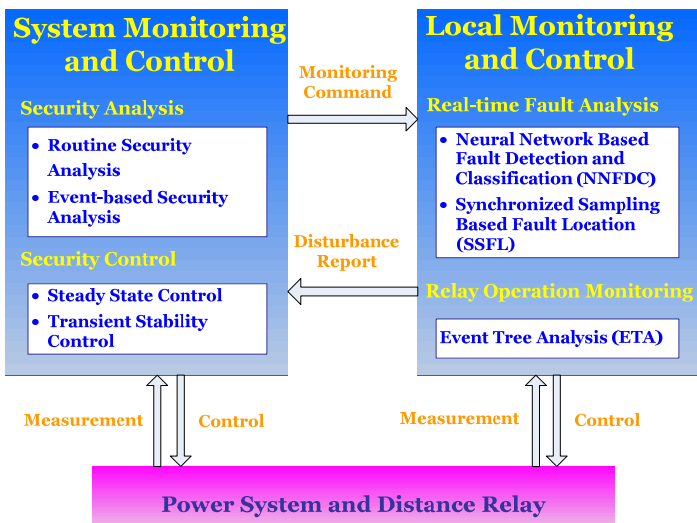 System Monitoring
and Control
Security Analysis
• Routine Security
Analysis
• Event-based Security
Analysis
Security Control
• Steady State Control
• Transient Stability
Control
Monitoring
Command
Disturbance
Report
Local Monitoring
and Control
Real-time Fault Analysis
• Neural Network Based
Fault Detection and
Classification (NNFDC)
• Synchronized Sampling
Based Fault Location
(SSFL)
Relay Operation Monitoring
Event Tree Analysis (ETA)
Measurement
Control
Measurement
Control
Power System and Distance Relay